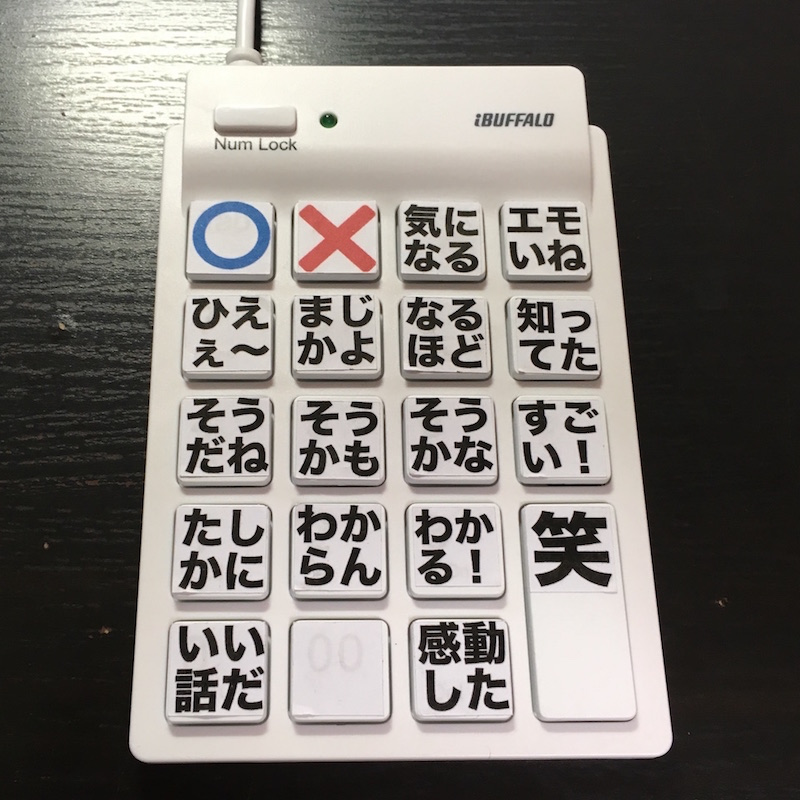 iBUFFALO
Num Lock
○
×
気に
なる
エモ
いね
ひえ
ぇ〜
まじ
かよ
なる
ほど
知っ
てた
そう
だね
そう
かも
そう
かな
すご
い!
たし
かに
わか
らん
わか
る!
笑
いい
話だ
00
感動
した